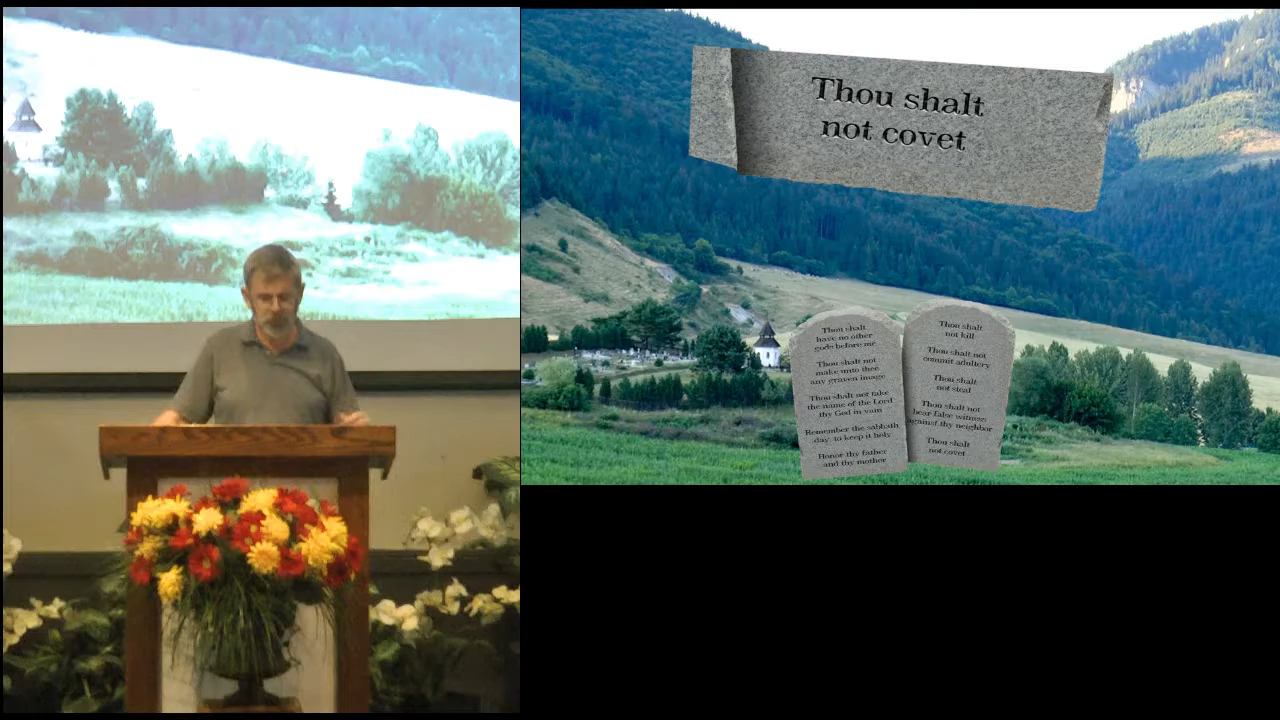 Thou shalt
not covet
Thou shalt
have no other
gods before me
Thou shalt not
make unto thee
any graven image
Thou shalt not take
the name of the Lord
thy God in vain
Remember the sabbath
day, to keep it holy
Honor thy father
and thy mother
Thou shalt
not kill
Thou shalt not
commit adultery
Thou shalt
not steal
Thou shalt not
bear false witness
against thy neighbor
Thou shalt
not covet